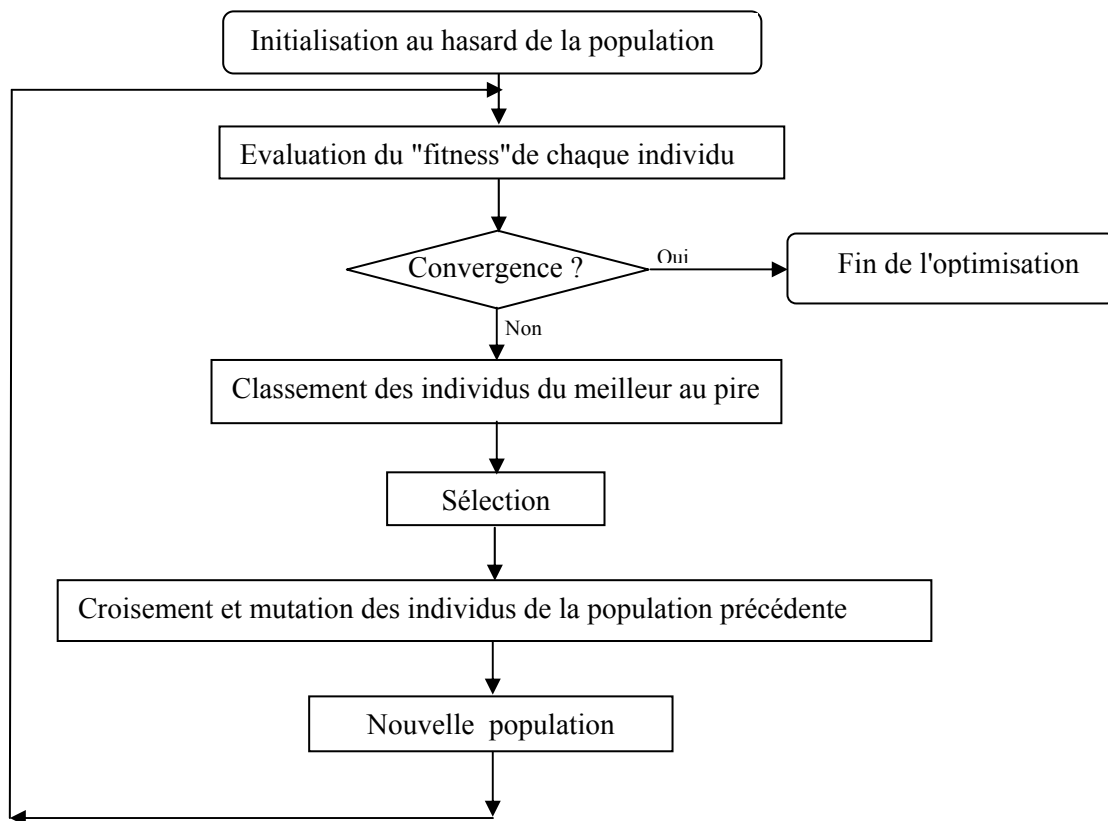 Initialisation au hasard de la population
Evaluation du "fitness"de chaque individu
Convergence ?
Oui
Fin de l'optimisation
Non
Classement des individus du meilleur au pire
Sélection
Croisement et mutation des individus de la population précédente
Nouvelle population